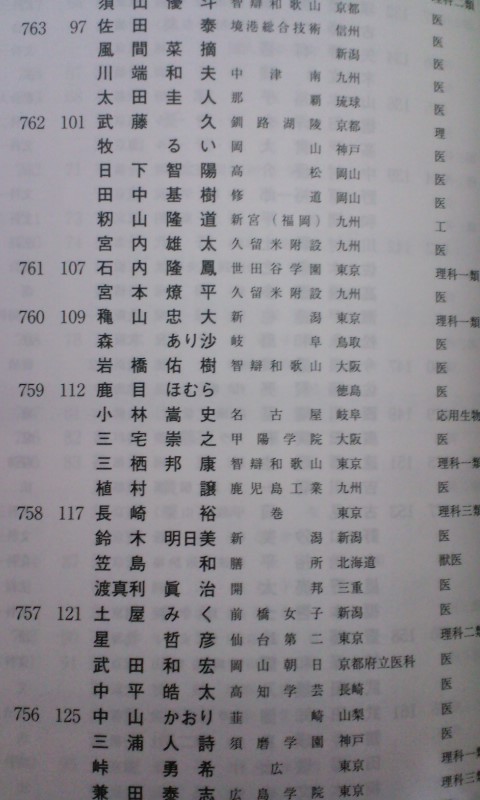 須山優斗 智辯和歌山 京都 理科二類
763 97 佐田泰 境港総合技術 信州 医
風間菜摘 新潟 医
川端和夫 中津南 九州 医
太田圭人 那覇 琉球 医
762 101 武藤久 釧路湖陵 京都 理
牧るい 岡山 神戸 医
日下智陽 高松 岡山 医
田中基樹 修道 岡山 医
籾山隆道 新宮(福岡) 九州 工
宮内雄太 久留米附設 九州 医
761 107 石内隆鳳 世田谷学園 東京 理科一類
宮本燎平 久留米附設 九州 医
760 109 穐山忠大 新潟 東京 理科一類
森あり沙 岐阜 鳥取 医
岩橋佑樹 智辯和歌山 大阪 医
759 112 鹿目ほむら 徳島 医
小林嵩史 名古屋 岐阜 応用生物
三宅崇之 甲陽学院 大阪 医
三栖邦康 智辯和歌山 東京 理科一類
植村譲 鹿児島工業 九州 医
758 117 長崎裕 巻 東京 理科三類
鈴木明日美 新潟 新潟 医
笠島和 膳所 北海道 獣医
渡真利眞治 開邦 三重 医
757 121 土屋みく 前橋女子 新潟 医
星哲彦 仙台第二 東京 理科二類
武田和宏 岡山朝日 京都府立医科 医
中平皓太 高知学芸 長崎 医
756 125 中山かおり 韮崎 山梨 医
三浦人詩 須磨学園 神戸 医
峠勇希 広 東京 理科一類
兼田泰志 広島学院 東京 理科三類